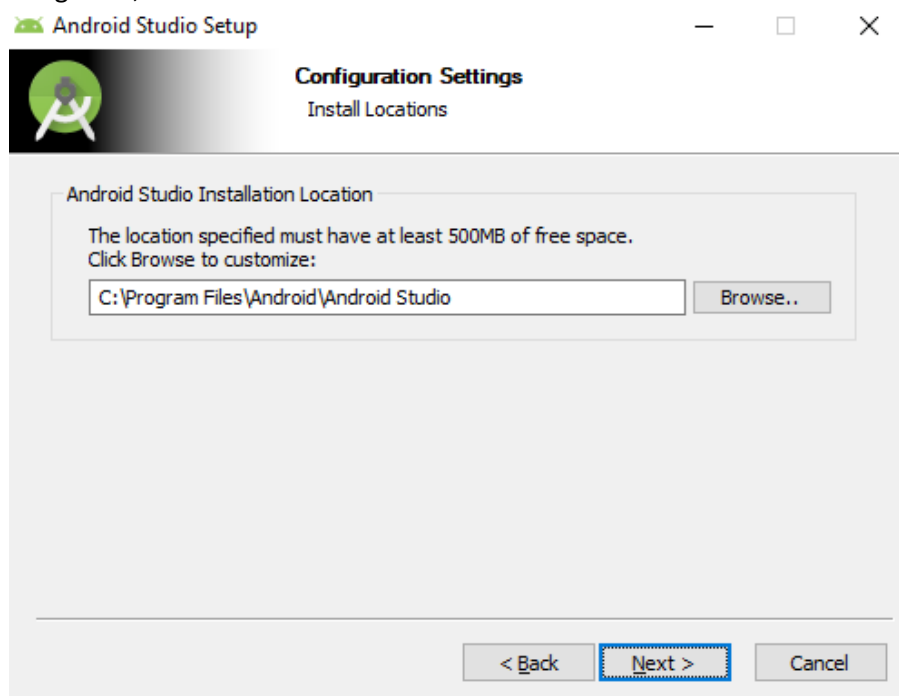 Android Studio Setup
Configuration Settings
Install Locations
Android Studio Installation Location
The location specified must have at least 500MB of free space.
Click Browse to customize:
C:\Program Files\Android\Android Studio
Browse..
< Back
Next >
Cancel